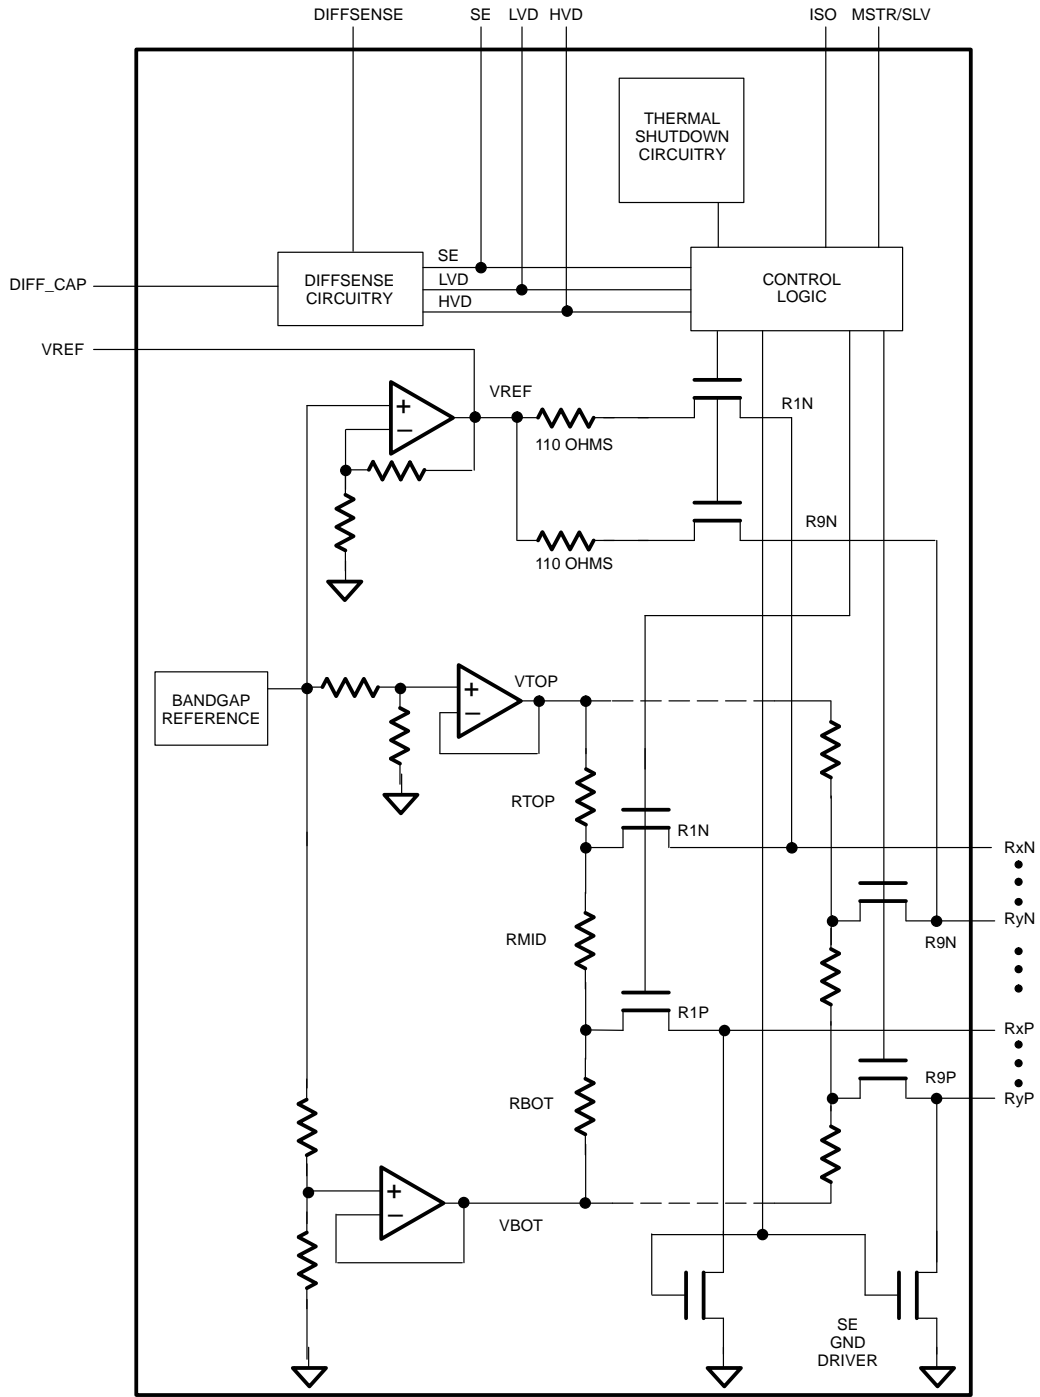 DIFFSENSE SE LVD HVD ISO MSTR/SLV
THERMAL
SHUTDOWN
CIRCUITRY
DIFF_CAP
DIFFSENSE
CIRCUITRY
SE
LVD
HVD
CONTROL
LOGIC
VREF
VREF
+
−
110 OHMS
R1N
110 OHMS
R9N
BANDGAP
REFERENCE
+
−
VTOP
RTOP
R1N
RxN
RyN
R9N
RMID
R1P
RxP
R9P
RyP
RBOT
+
−
VBOT
SE
GND
DRIVER